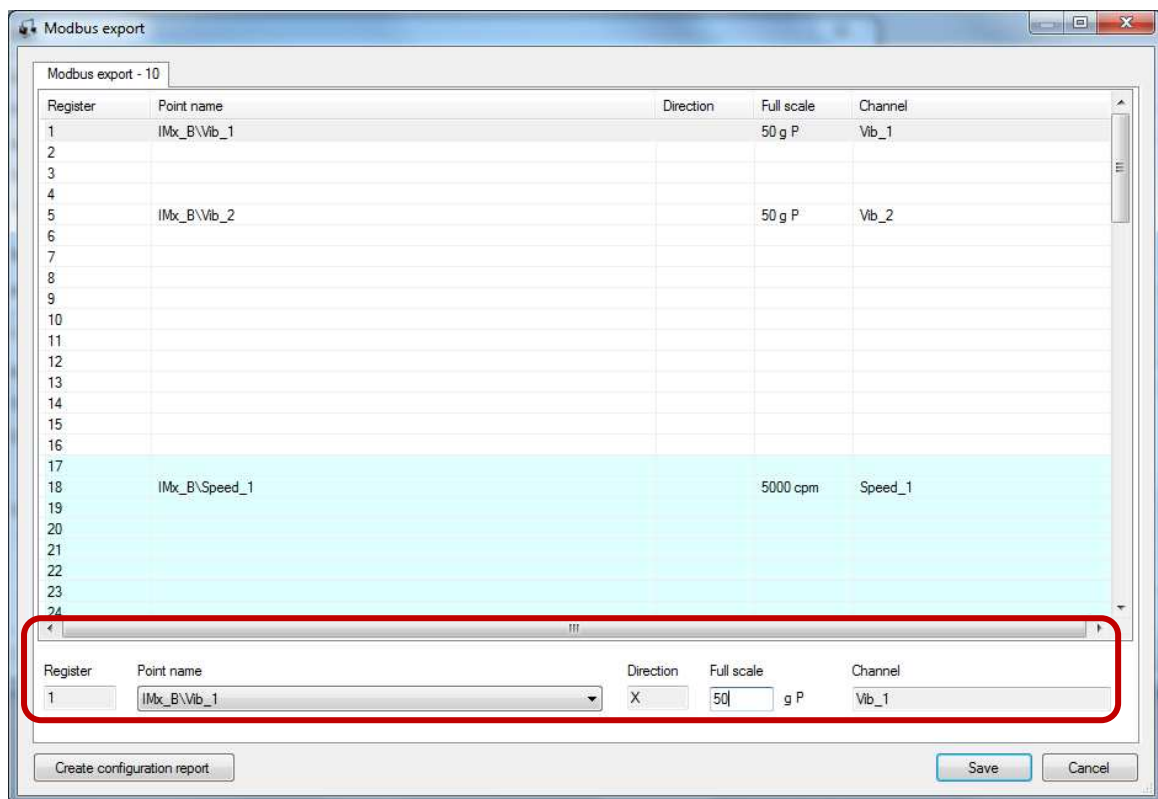 Modbus export
Modbus export - 10
Register Point name Direction Full scale Channel
1 IMx_B\Vib_1 50 g P Vib_1
2
3
4
5 IMx_B\Vib_2 50 g P Vib_2
6
7
8
9
10
11
12
13
14
15
16
17
18 IMx_B\Speed_1 5000 cpm Speed_1
19
20
21
22
23
24
Register Point name Direction Full scale Channel
1 IMx_B\Vib_1 X 50 g P Vib_1
Create configuration report Save Cancel